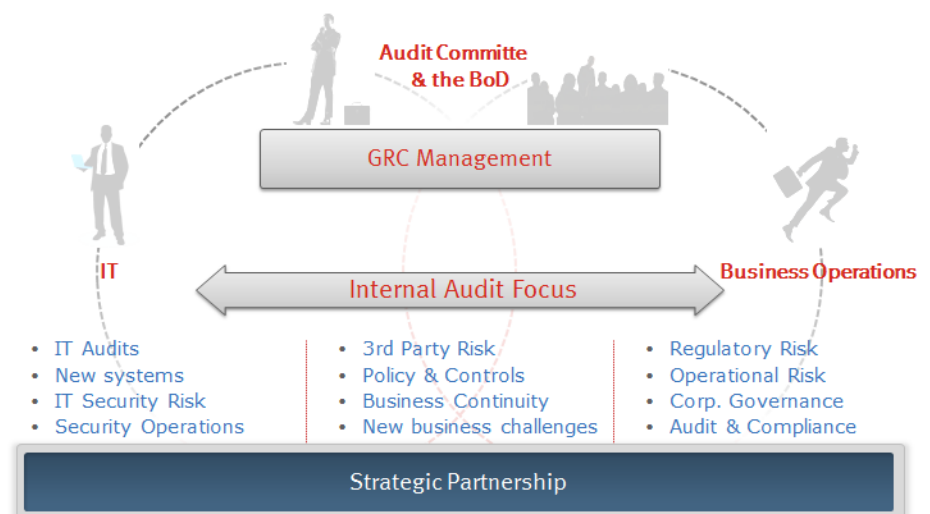 Audit Committe
& the BoD
GRC Management
IT
Business Operations
Internal Audit Focus
• IT Audits
• New systems
• IT Security Risk
• Security Operations
• 3rd Party Risk
• Policy & Controls
• Business Continuity
• New business challenges
• Regulatory Risk
• Operational Risk
• Corp. Governance
• Audit & Compliance
Strategic Partnership